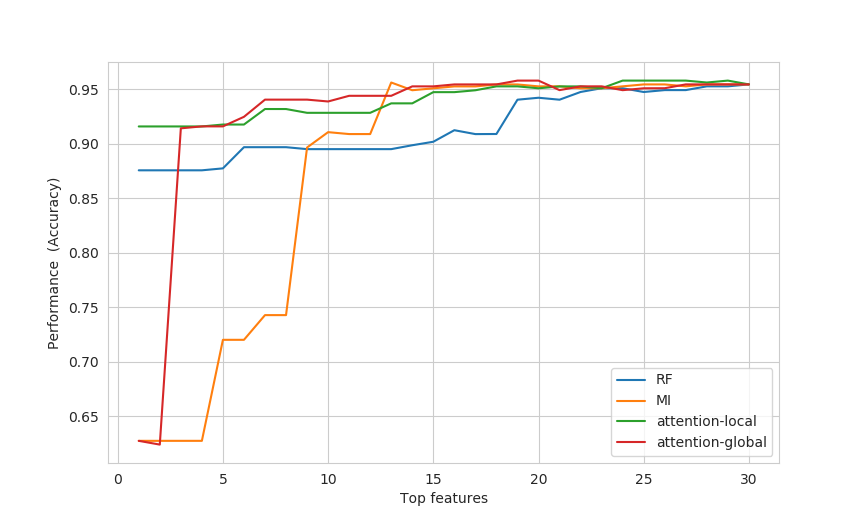 0.95
0.90
0.85
0.80
0.75
0.70
0.65
Performance (Accuracy)
0 5 10 15 20 25 30
Top features
RF
MI
attention-local
attention-global